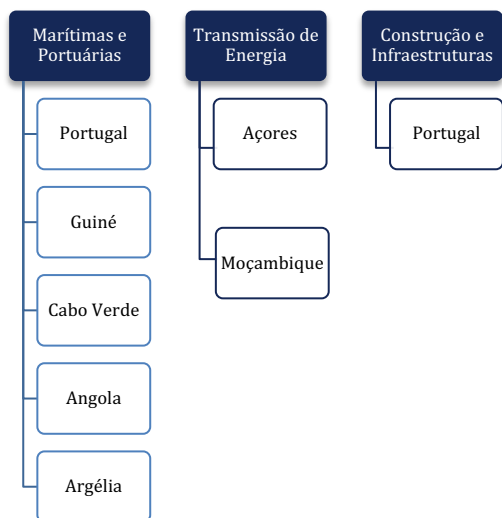 Marítimas e
Portuárias
Portugal
Guiné
Cabo Verde
Angola
Argélia
Transmissão de
Energia
Açores
Moçambique
Construção e
Infraestruturas
Portugal